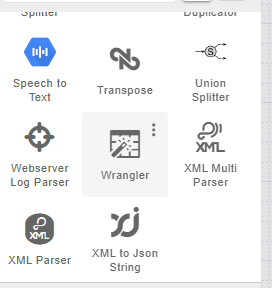 Splitter
Duplicator
Speech to
Text
Transpose
Union
Splitter
Webserver
Log Parser
Wrangler
XML
XML Multi
Parser
XML
XML Parser
XML to Json
String